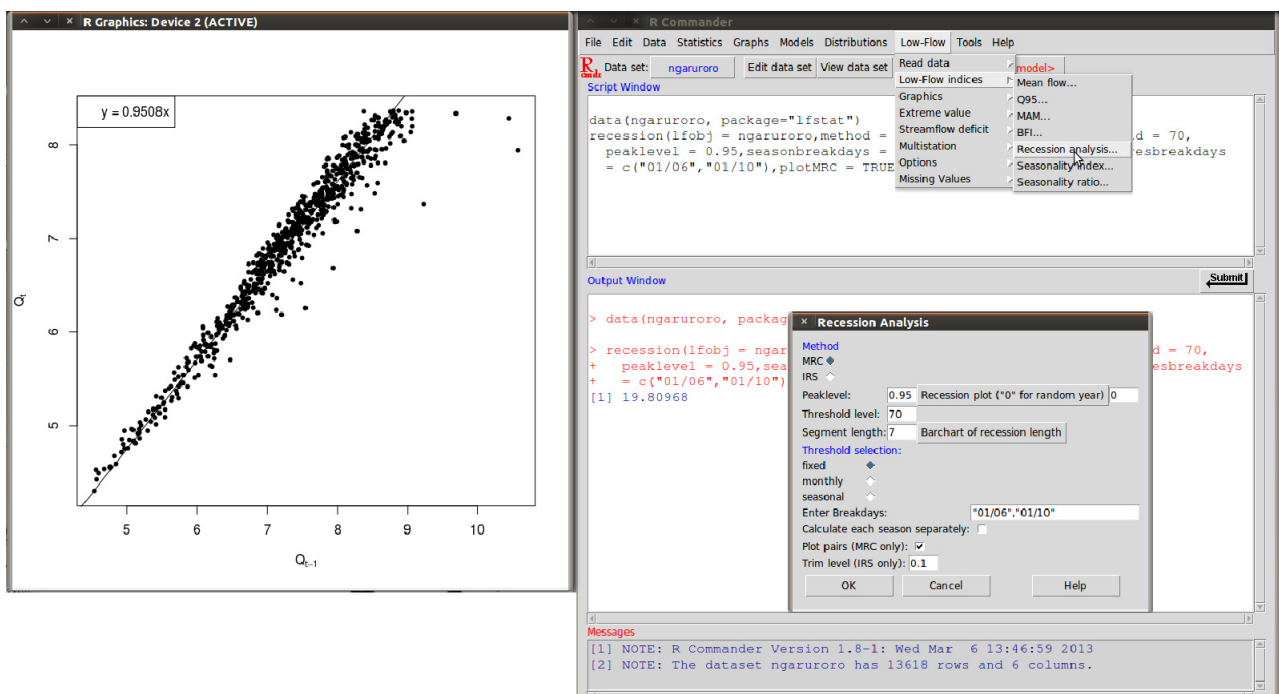 R Graphics: Device 2 (ACTIVE)
y = 0.9508x
8
7
6
5
Qt
5 6 7 8 9 10
Qt−1
R Commander
File Edit Data Statistics Graphs Models Distributions Low-Flow Tools Help
R cmdr Data set: ngaruroro Edit data set View data set model>
Read data
Low-Flow indices
Graphics
Extreme value
Streamflow deficit
Multistation
Options
Missing Values
Mean flow...
Q95...
MAM...
BFI...
Recession analysis...
Seasonality index...
Seasonality ratio...
Script Window
data(ngaruroro, package="lfstat")
recession(lfobj = ngaruroro,method = d = 70,
peaklevel = 0.95,seasonbreakdays = esbreakdays
= c("01/06","01/10"),plotMRC = TRUE
Output Window
Submit
> data(ngaruroro, packag
> recession(lfobj = ngar d = 70,
+ peaklevel = 0.95,sea esbreakdays
+ = c("01/06","01/10")
[1] 19.80968
Recession Analysis
Method
MRC
IRS
Peaklevel: 0.95 Recession plot ("0" for random year) 0
Threshold level: 70
Segment length: 7 Barchart of recession length
Threshold selection:
fixed
monthly
seasonal
Enter Breakdays: "01/06","01/10"
Calculate each season separately:
Plot pairs (MRC only):
Trim level (IRS only): 0.1
OK Cancel Help
Messages
[1] NOTE: R Commander Version 1.8-1: Wed Mar 6 13:46:59 2013
[2] NOTE: The dataset ngaruroro has 13618 rows and 6 columns.